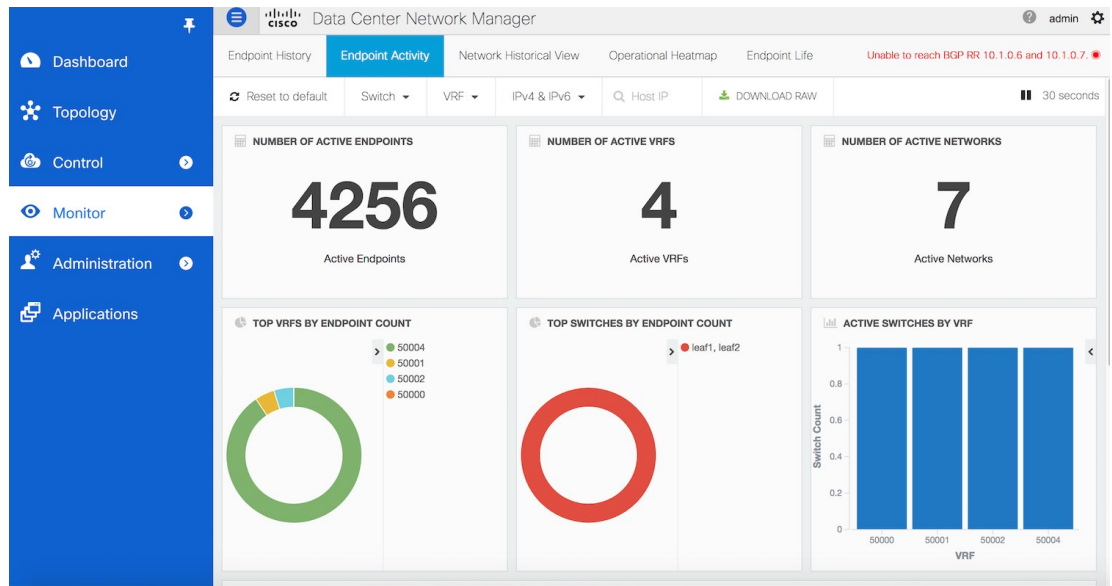 cisco Data Center Network Manager
admin
Dashboard
Topology
Control
Monitor
Administration
Applications
Endpoint History
Endpoint Activity
Network Historical View
Operational Heatmap
Endpoint Life
Unable to reach BGP RR 10.1.0.6 and 10.1.0.7.
Reset to default
Switch
VRF
IPv4 & IPv6
Host IP
DOWNLOAD RAW
30 seconds
NUMBER OF ACTIVE ENDPOINTS
4256
Active Endpoints
NUMBER OF ACTIVE VRFS
4
Active VRFs
NUMBER OF ACTIVE NETWORKS
7
Active Networks
TOP VRFS BY ENDPOINT COUNT
50004
50001
50002
50000
TOP SWITCHES BY ENDPOINT COUNT
leaf1, leaf2
ACTIVE SWITCHES BY VRF
1
0.8
0.6
0.4
0.2
0
Switch Count
50000 50001 50002 50004
VRF